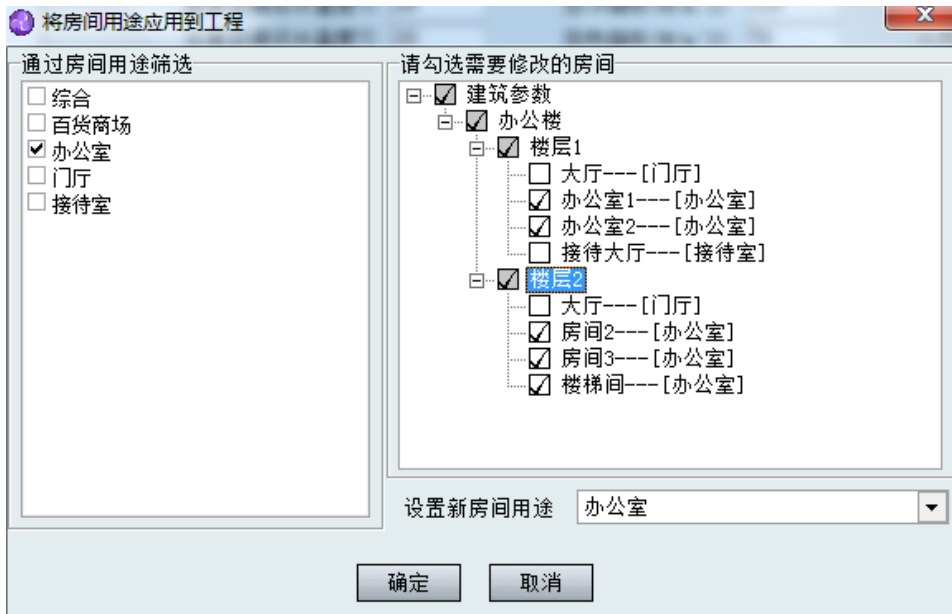 将房间用途应用到工程
通过房间用途筛选
综合
百货商场
办公室
门厅
接待室
请勾选需要修改的房间
建筑参数
办公楼
楼层1
大厅---[门厅]
办公室1---[办公室]
办公室2---[办公室]
接待大厅---[接待室]
楼层2
大厅---[门厅]
房间2---[办公室]
房间3---[办公室]
楼梯间---[办公室]
设置新房间用途 办公室
确定 取消